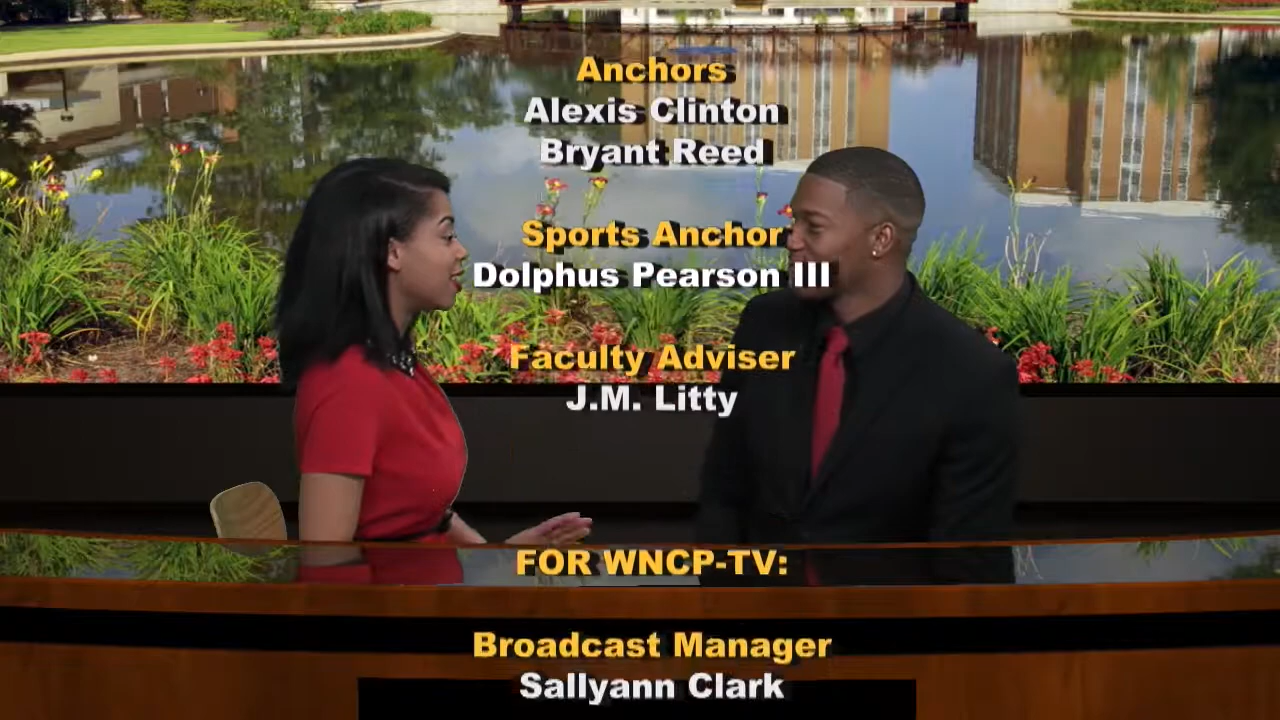 Anchors
Alexis Clinton
Bryant Reed
Sports Anchor
Dolphus Pearson III
Faculty Adviser
J.M. Litty
FOR WNCP-TV:
Broadcast Manager
Sallyann Clark